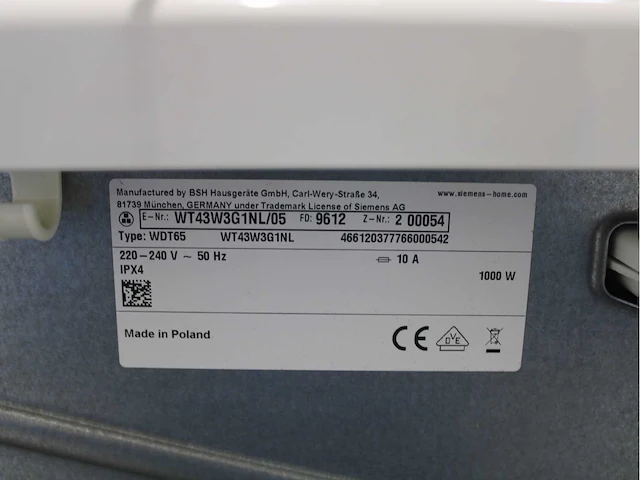 Manufactured by BSH Hausgeräte GmbH, Carl-Wery-Straße 34, www.siemens-home.com
81739 München, GERMANY under Trademark License of Siemens AG
E-Nr.: WT43W3G1NL/05 FD: 9612 Z-Nr.: 2 00054
Type: WDT65 WT43W3G1NL 466120377766000542
220-240 V ~ 50 Hz 10 A
IPX4 1000 W
Made in Poland CE DVE